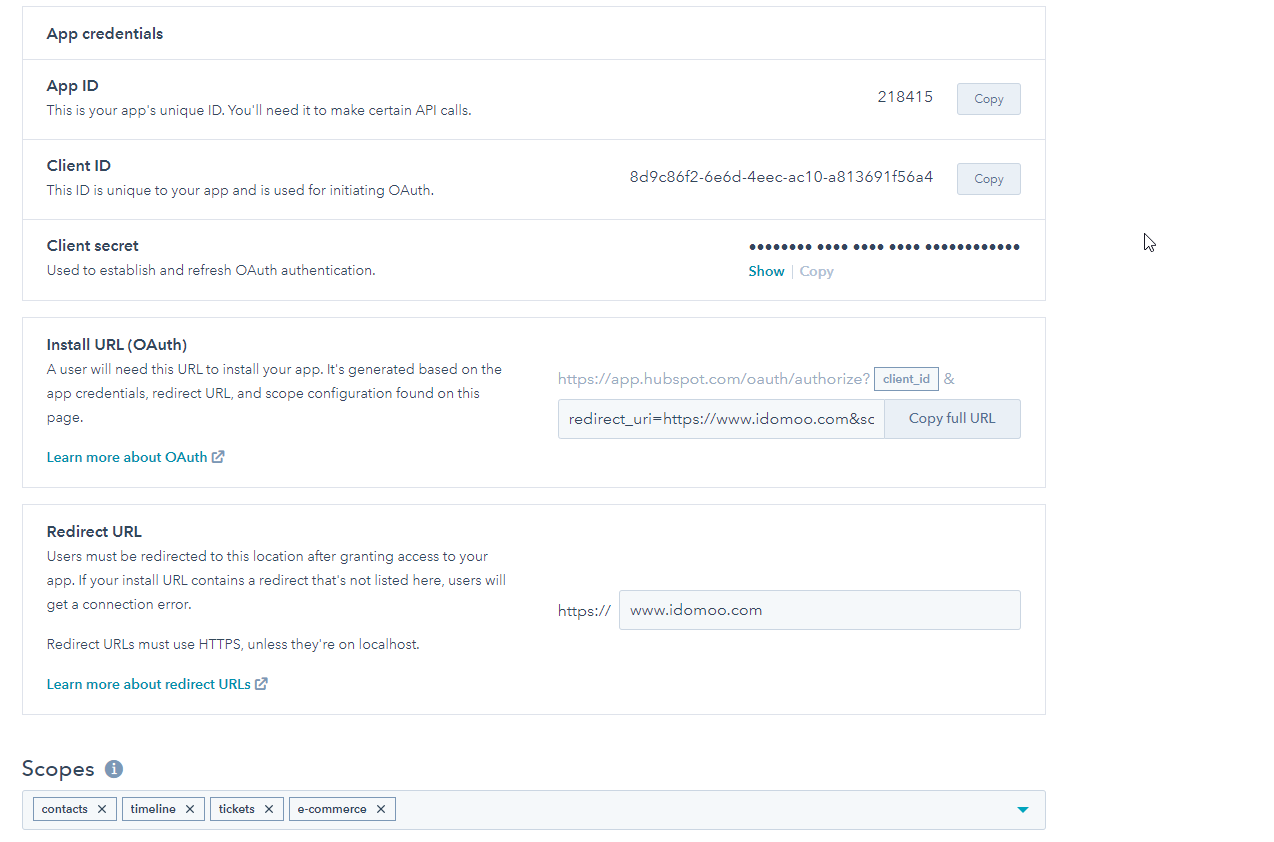 App credentials
App ID
This is your app's unique ID. You'll need it to make certain API calls.
218415
Copy
Client ID
This ID is unique to your app and is used for initiating OAuth.
8d9c86f2-6e6d-4eec-ac10-a813691f56a4
Copy
Client secret
Used to establish and refresh OAuth authentication.
•••••••• •••• •••• •••• ••••••••••••
Show | Copy
Install URL (OAuth)
A user will need this URL to install your app. It's generated based on the
app credentials, redirect URL, and scope configuration found on this
page.
Learn more about OAuth
https://app.hubspot.com/oauth/authorize? client_id &
redirect_uri=https://www.idomoo.com&sc
Copy full URL
Redirect URL
Users must be redirected to this location after granting access to your
app. If your install URL contains a redirect that's not listed here, users will
get a connection error.
Redirect URLs must use HTTPS, unless they're on localhost.
Learn more about redirect URLs
https:// www.idomoo.com
Scopes
contacts × timeline × tickets × e-commerce ×